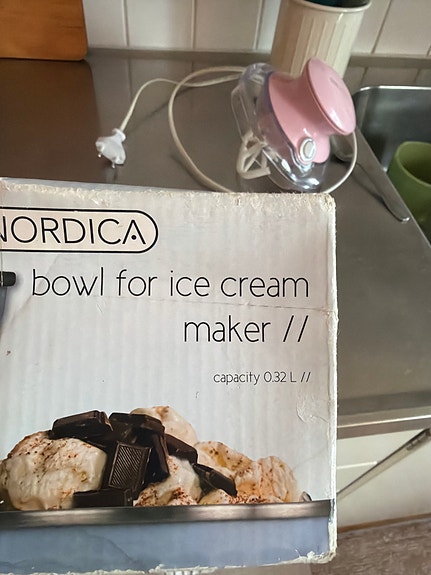 NORDICA
bowl for ice cream
maker //
capacity 0.32 L //